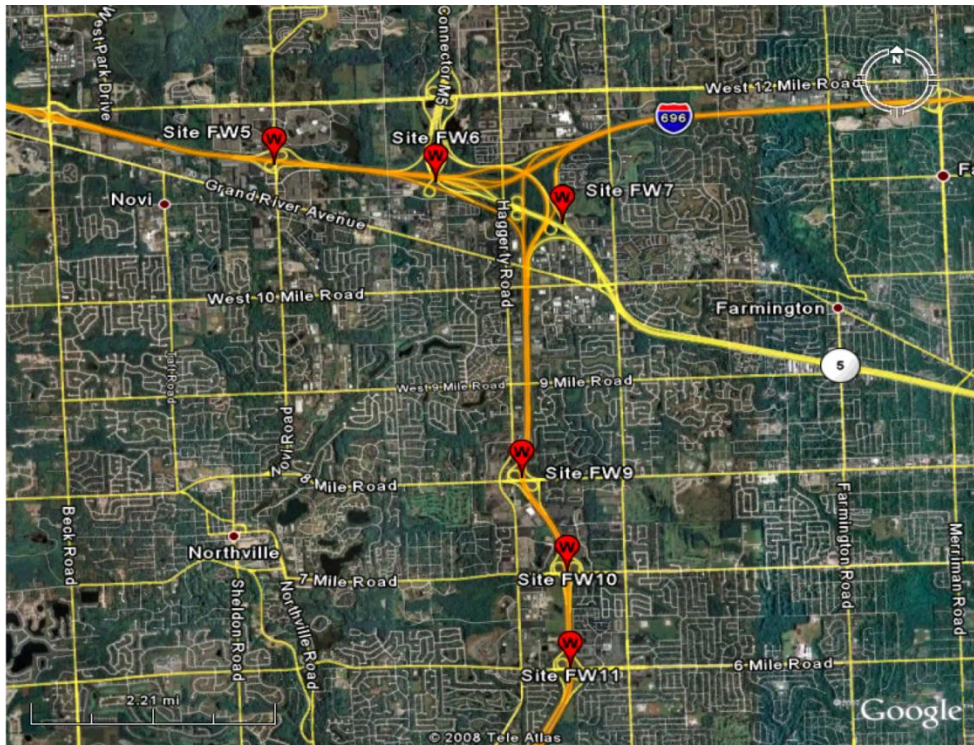 West Park Drive
Connector M5
West 12 Mile Road
N
Site FW5
Site FW6
696
W
W
Site FW7
W
Novi
Grand River Avenue
Haggerty Road
West 10 Mile Road
Farmington
5
West 9 Mile Road
9 Mile Road
Novi Road
W
Site FW9
8 Mile Road
Beck Road
Northville
W
Site FW10
7 Mile Road
Farmington Road
Merriman Road
Sheldon Road
Northville Road
W
Site FW11
6 Mile Road
2.21 mi
© 2008 Tele Atlas
Google